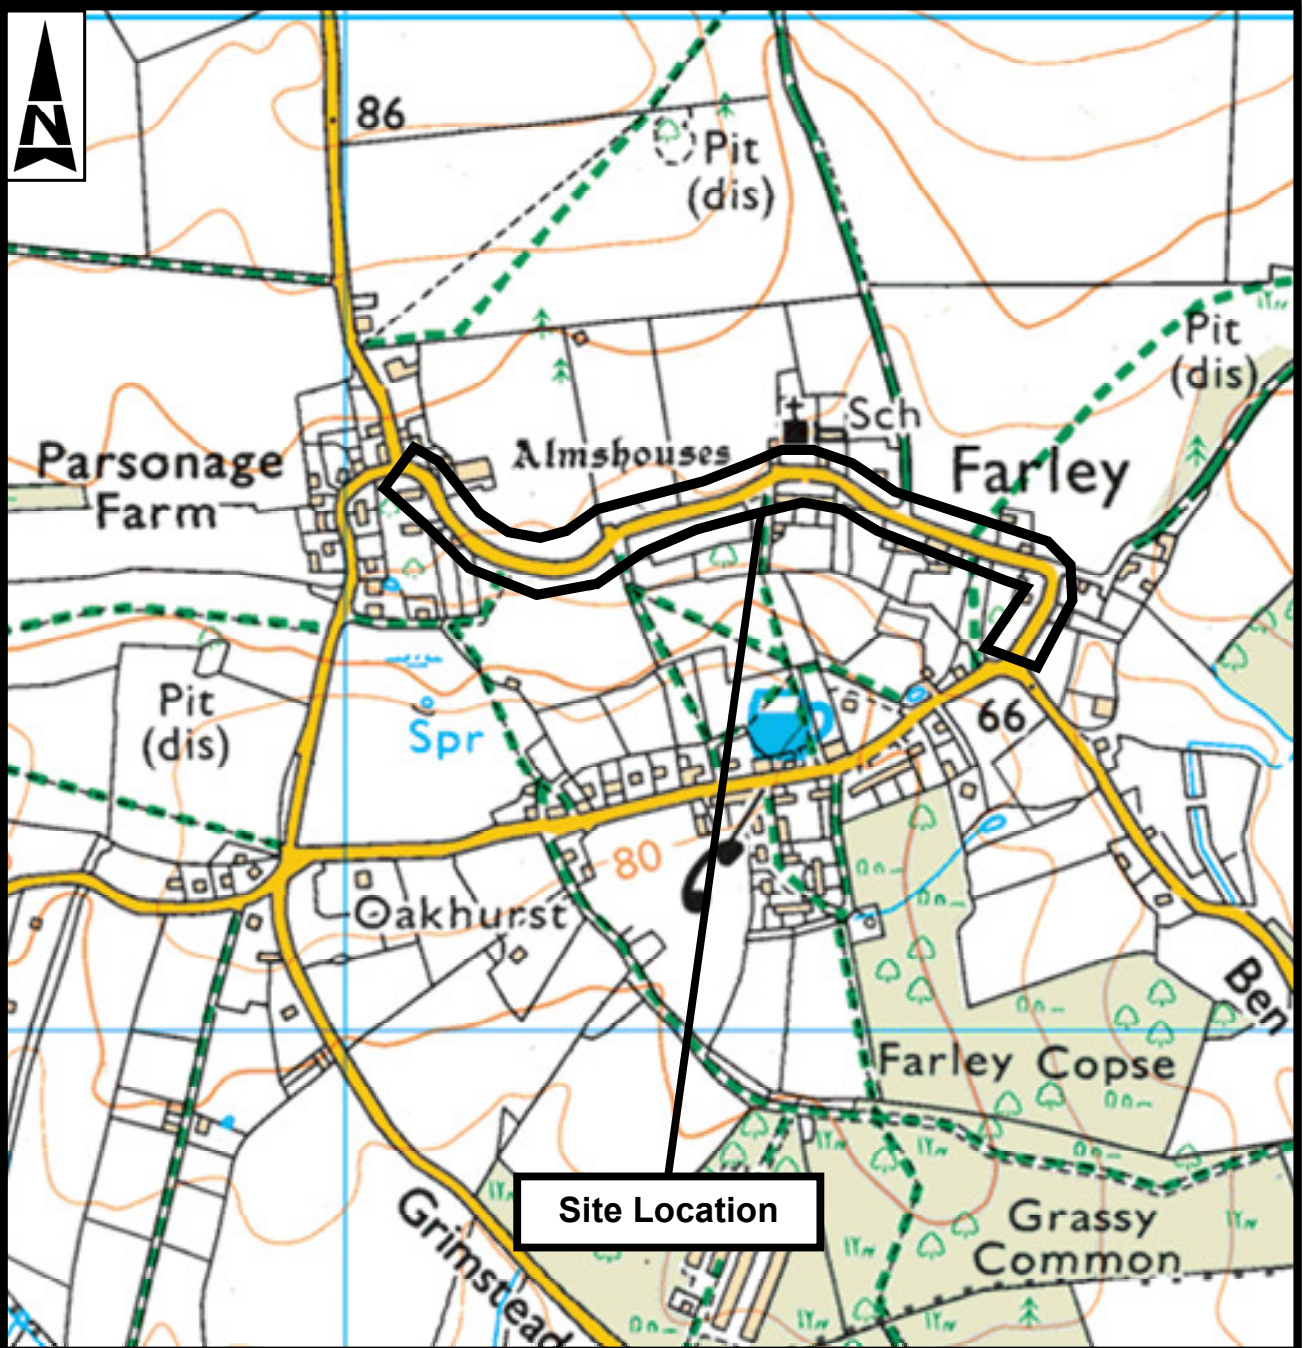 N
86
Pit
(dis)
Pit
(dis)
Sch
Almshouses
Farley
Parsonage
Farm
Pit
(dis)
Spr
66
80
Oakhurst
Ben
Farley Copse
Site Location
Grassy
Common
Grimstead